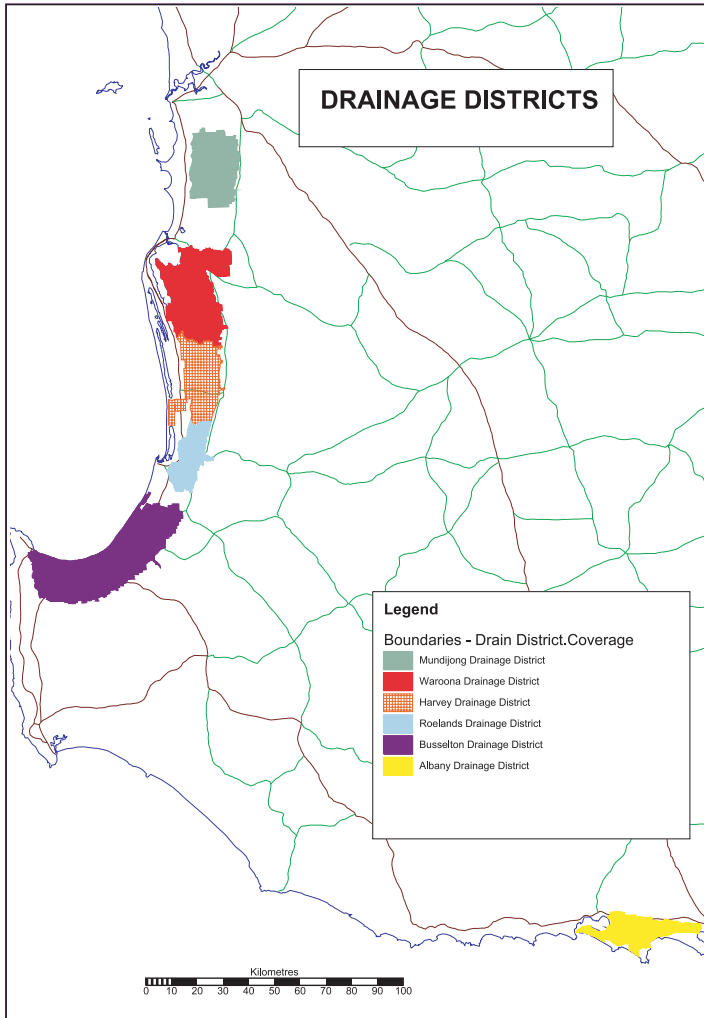 DRAINAGE DISTRICTS
Legend
Boundaries - Drain District.Coverage
Mundijong Drainage District
Waroona Drainage District
Harvey Drainage District
Roelands Drainage District
Busselton Drainage District
Albany Drainage District
Kilometres
0 10 20 30 40 50 60 70 80 90 100